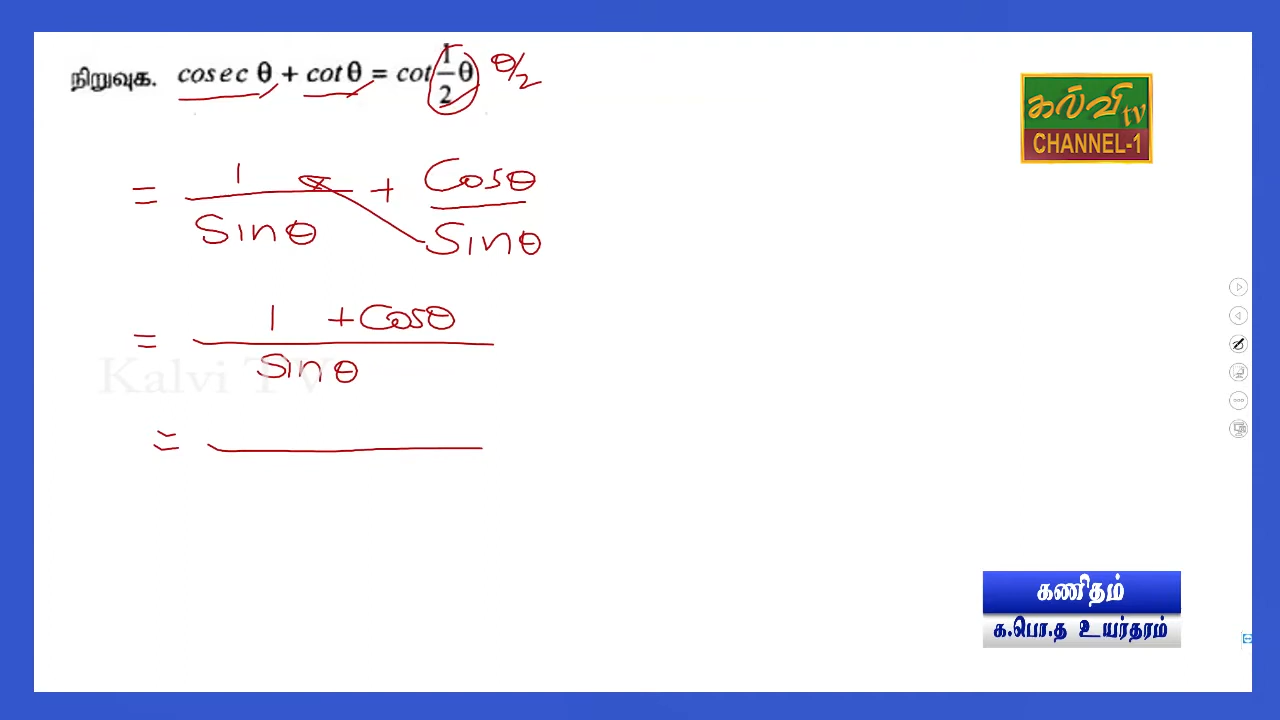 நிறுவுக. cosec θ + cot θ = cot 1/2 θ θ/2
கல்வி tv
CHANNEL-1
= 1/Sinθ + Cosθ/Sinθ
= 1 + Cosθ / Sinθ
Kalvi TV
=
கணிதம்
க.பொ.த உயர்தரம்